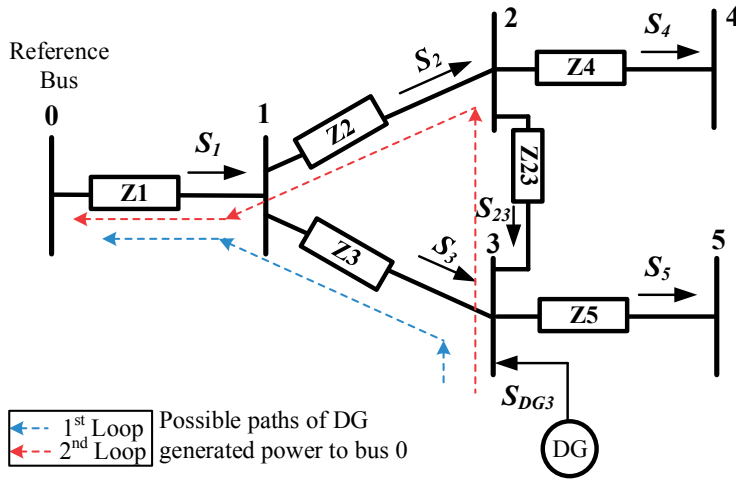 2
S4
4
Reference
Bus
0
1
S2
Z4
S1
Z2
Z1
Z23
S23
Z3
S3
3
S5
5
Z5
SDG3
DG
1st Loop
2nd Loop
Possible paths of DG
generated power to bus 0